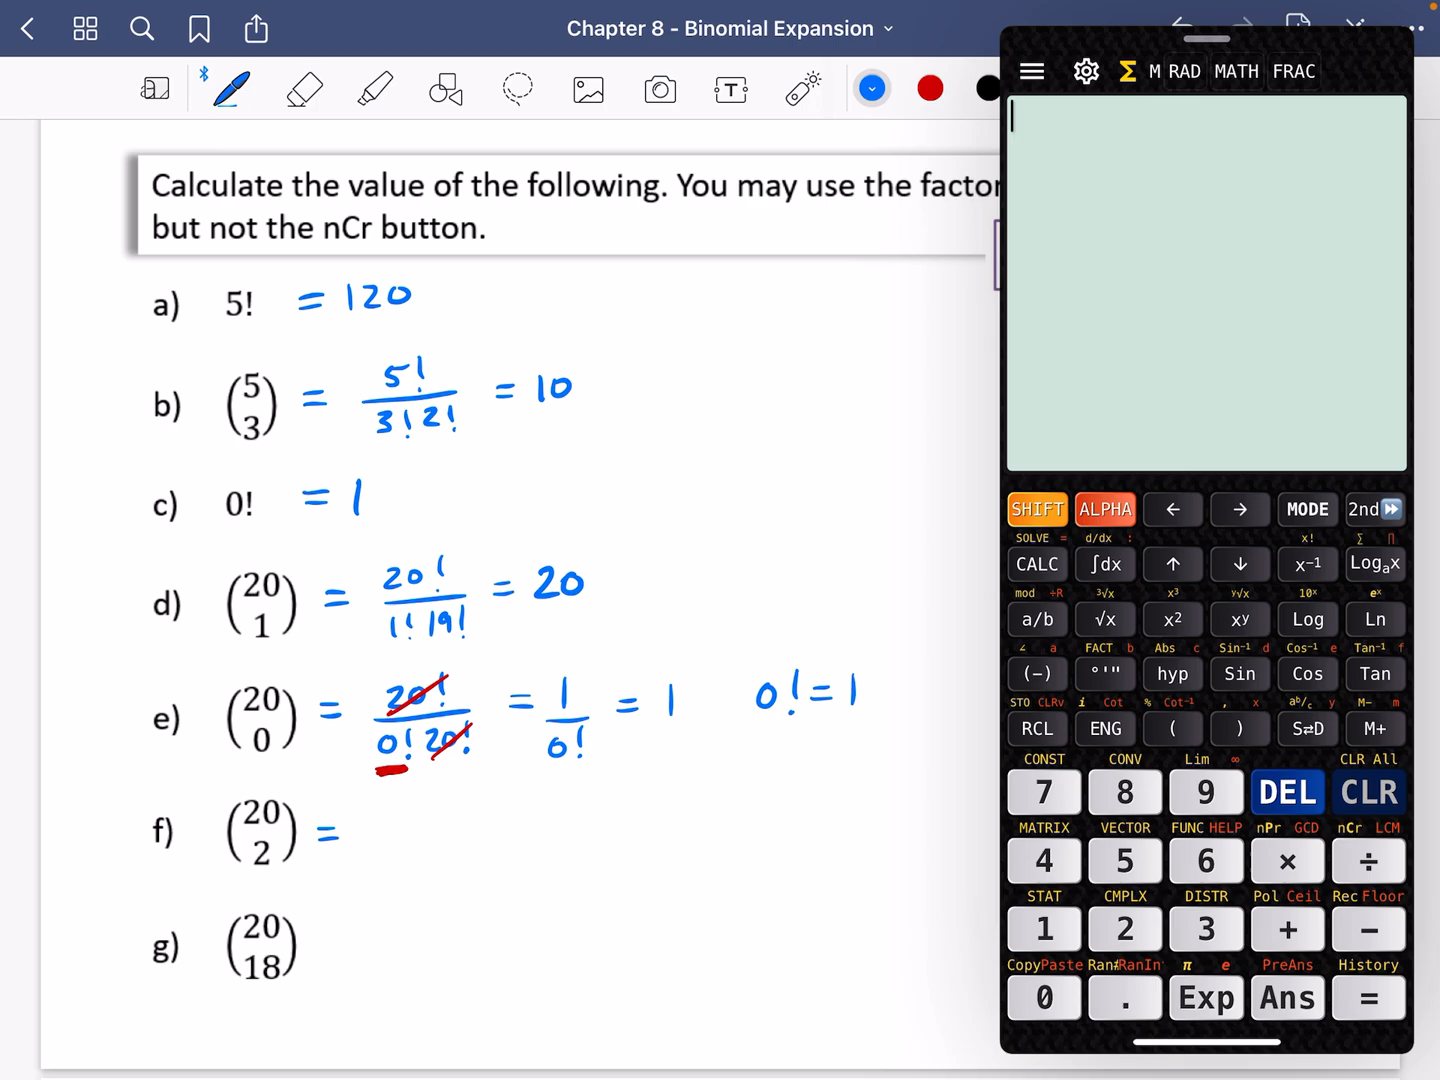 Chapter 8 - Binomial Expansion
Calculate the value of the following. You may use the factor
but not the nCr button.
a) 5! = 120
b) (5 3) = 5! / 3! 2! = 10
c) 0! = 1
d) (20 1) = 20! / 1! 19! = 20
e) (20 0) = 20! / 0! 20! = 1 / 0! = 1 0! = 1
f) (20 2) =
g) (20 18)
M RAD MATH FRAC
SHIFT ALPHA ← → MODE 2nd
SOLVE = d/dx : x! ∑ ∏
CALC ∫dx ↑ ↓ x⁻¹ Logₐx
mod ÷R ³√x x³ ʸ√x 10ˣ eˣ
a/b √x x² xʸ Log Ln
∠ a FACT b Abs c Sin⁻¹ d Cos⁻¹ e Tan⁻¹ f
(−) °'" hyp Sin Cos Tan
STO CLRv i Cot % Cot⁻¹ , x aᵇ/c y M− m
RCL ENG ( ) S⇄D M+
CONST CONV Lim ∞ CLR All
7 8 9 DEL CLR
MATRIX VECTOR FUNC HELP nPr GCD nCr LCM
4 5 6 × ÷
STAT CMPLX DISTR Pol Ceil Rec Floor
1 2 3 + −
Copy Paste Ran# RanIn π e PreAns History
0 . Exp Ans =